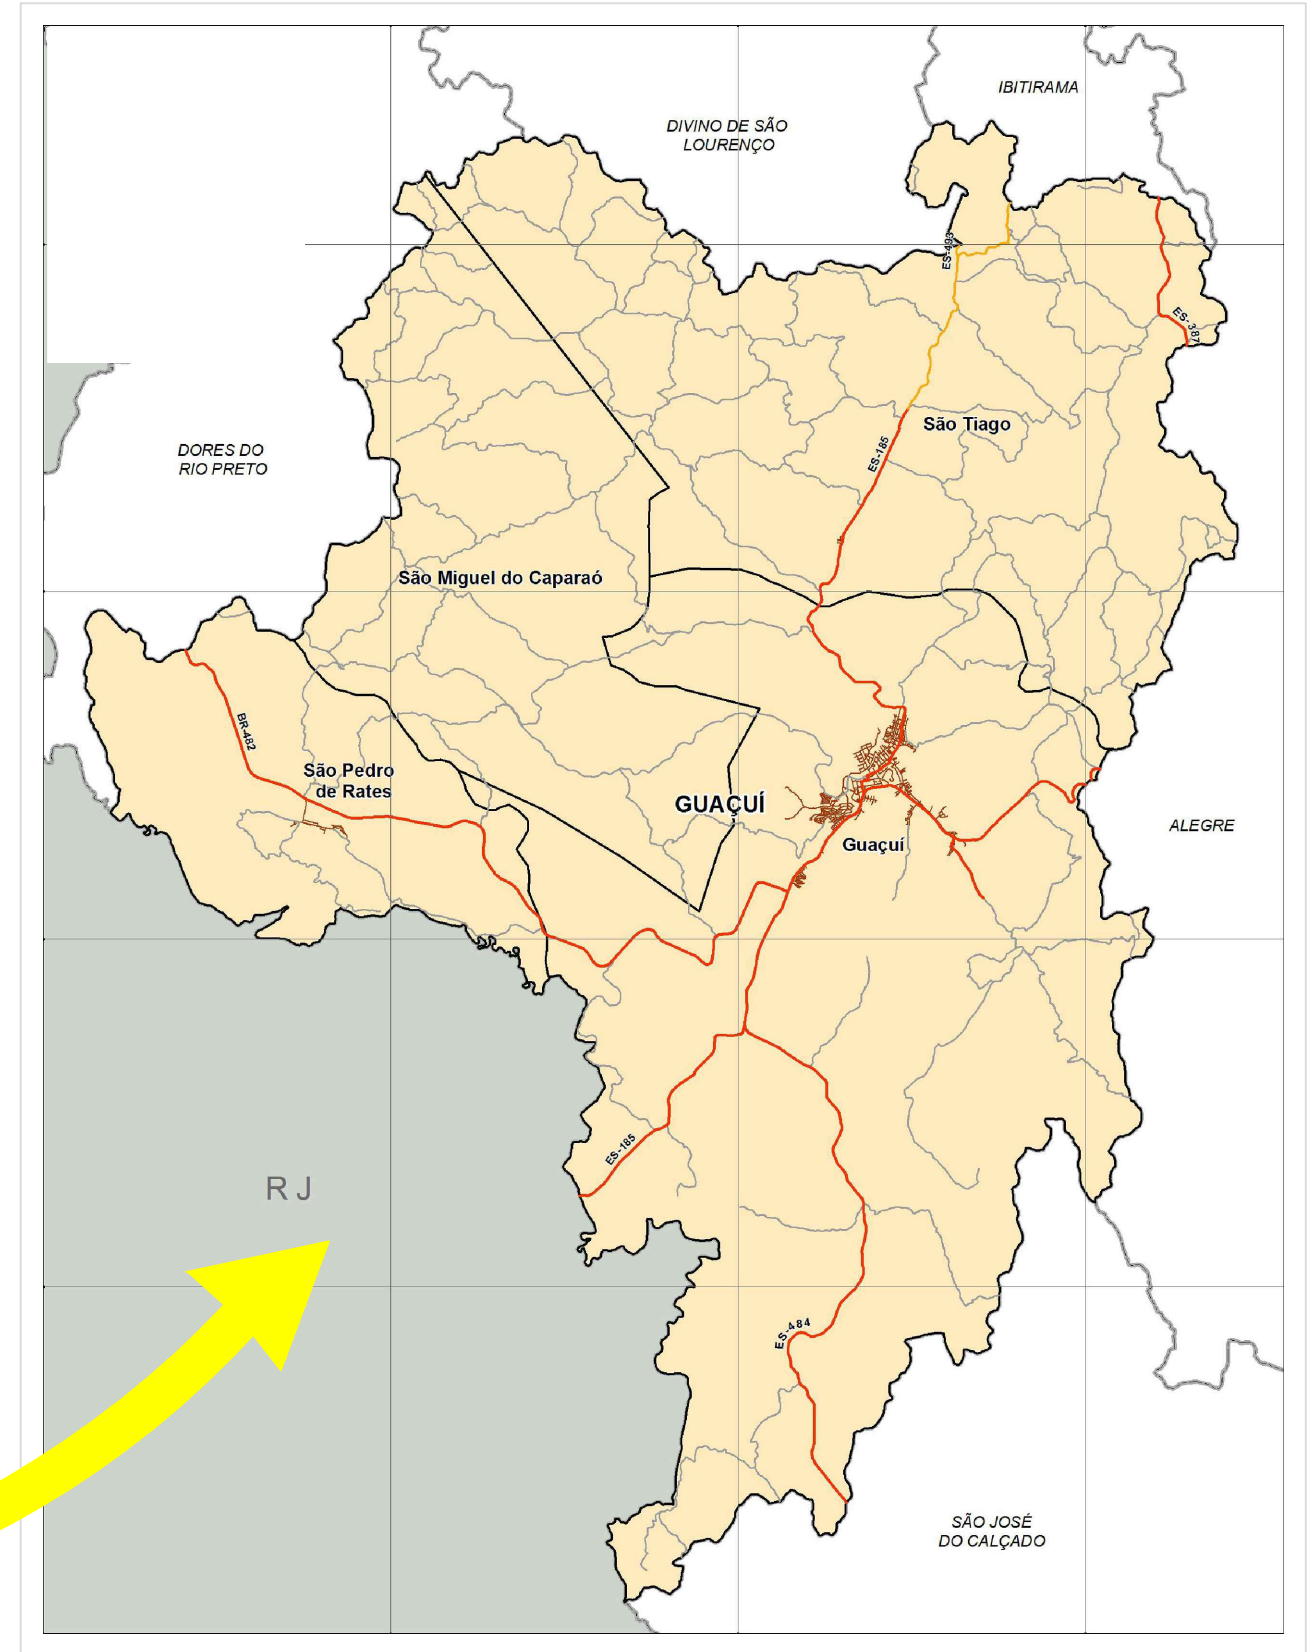 IBITIRAMA
DIVINO DE SÃO
LOURENÇO
ES-493
ES-387
São Tiago
DORES DO
RIO PRETO
ES-185
São Miguel do Caparaó
BR-482
São Pedro
de Rates
GUAÇUÍ
ALEGRE
Guaçuí
ES-185
R J
ES-484
SÃO JOSÉ
DO CALÇADO